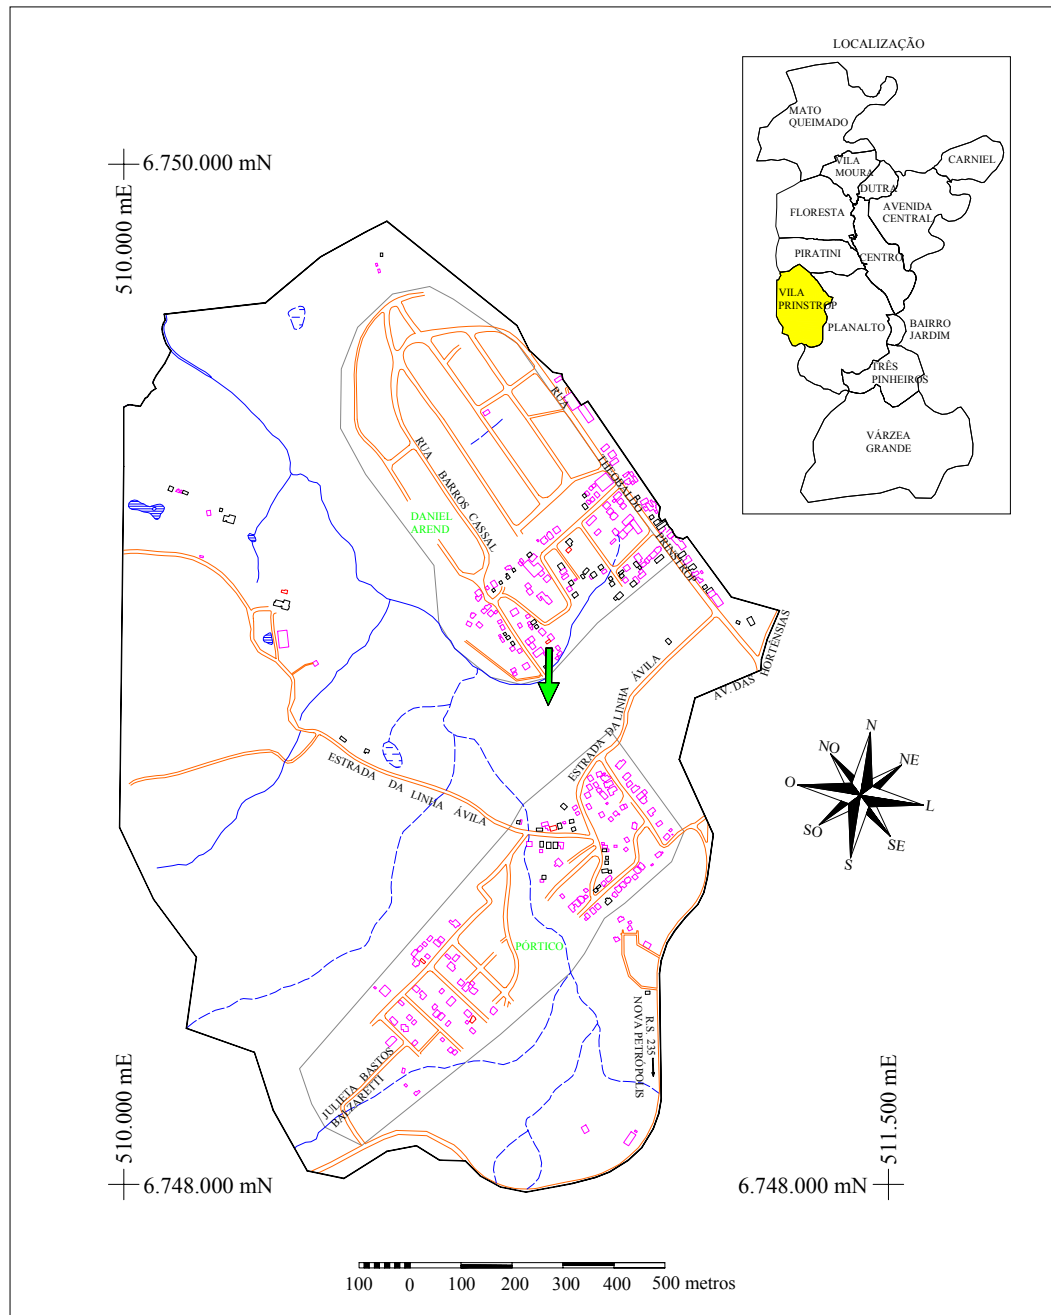 LOCALIZAÇÃO
MATO
QUEIMADO
VILA
MOURA
CARNIEL
DUTRA
FLORESTA
AVENIDA
CENTRAL
PIRATINI
CENTRO
VILA
PRINSTROP
PLANALTO
BAIRRO
JARDIM
TRÊS
PINHEIROS
VÁRZEA
GRANDE
6.750.000 mN
510.000 mE
RUA
THEOBALDO
PRINSTROP
RUA BARROS CASSAL
DANIEL
AREND
AV. DAS HORTÊNSIAS
ESTRADA DA LINHA ÁVILA
ESTRADA DA LINHA ÁVILA
N
NE
L
SE
S
SO
O
NO
PÓRTICO
R.S. 235
NOVA PETRÓPOLIS
JULIETA BASTOS
BALZARETTI
510.000 mE
6.748.000 mN
511.500 mE
6.748.000 mN
100 0 100 200 300 400 500 metros